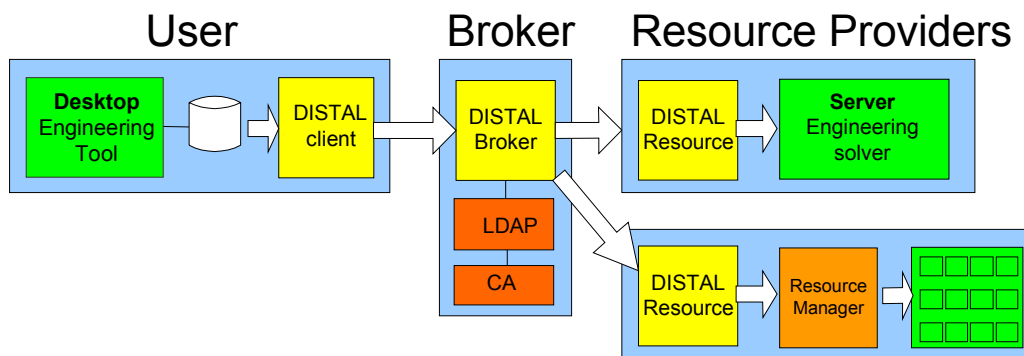 User
Broker
Resource Providers
Desktop
Engineering
Tool
DISTAL
client
DISTAL
Broker
LDAP
CA
DISTAL
Resource
Server
Engineering
solver
DISTAL
Resource
Resource
Manager